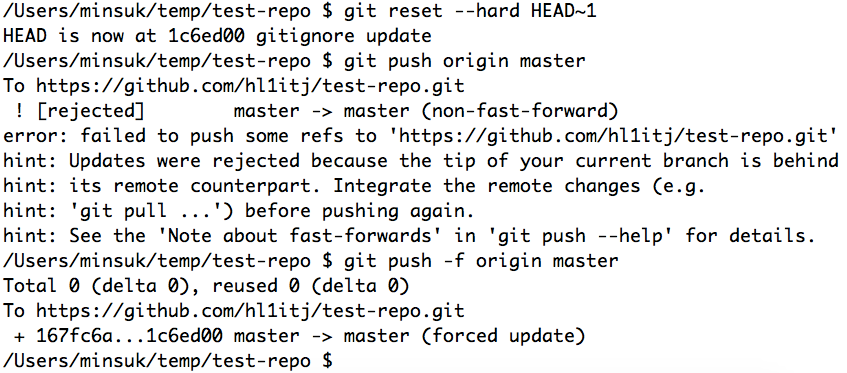 /Users/minsuk/temp/test-repo $ git reset --hard HEAD~1
HEAD is now at 1c6ed00 gitignore update
/Users/minsuk/temp/test-repo $ git push origin master
To https://github.com/hl1itj/test-repo.git
 ! [rejected]        master -> master (non-fast-forward)
error: failed to push some refs to 'https://github.com/hl1itj/test-repo.git'
hint: Updates were rejected because the tip of your current branch is behind
hint: its remote counterpart. Integrate the remote changes (e.g.
hint: 'git pull ...') before pushing again.
hint: See the 'Note about fast-forwards' in 'git push --help' for details.
/Users/minsuk/temp/test-repo $ git push -f origin master
Total 0 (delta 0), reused 0 (delta 0)
To https://github.com/hl1itj/test-repo.git
 + 167fc6a...1c6ed00 master -> master (forced update)
/Users/minsuk/temp/test-repo $